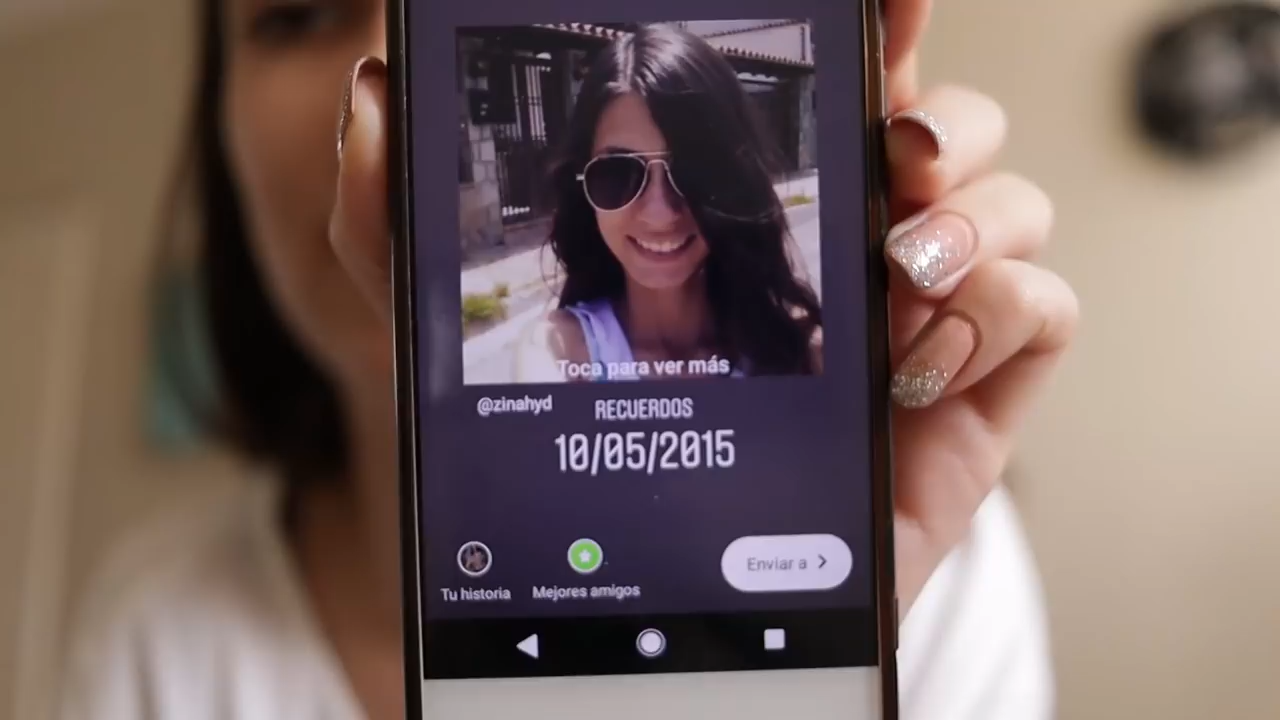 Toca para ver más
@zinahyd
RECUERDOS
10/05/2015
Tu historia
Mejores amigos
Enviar a